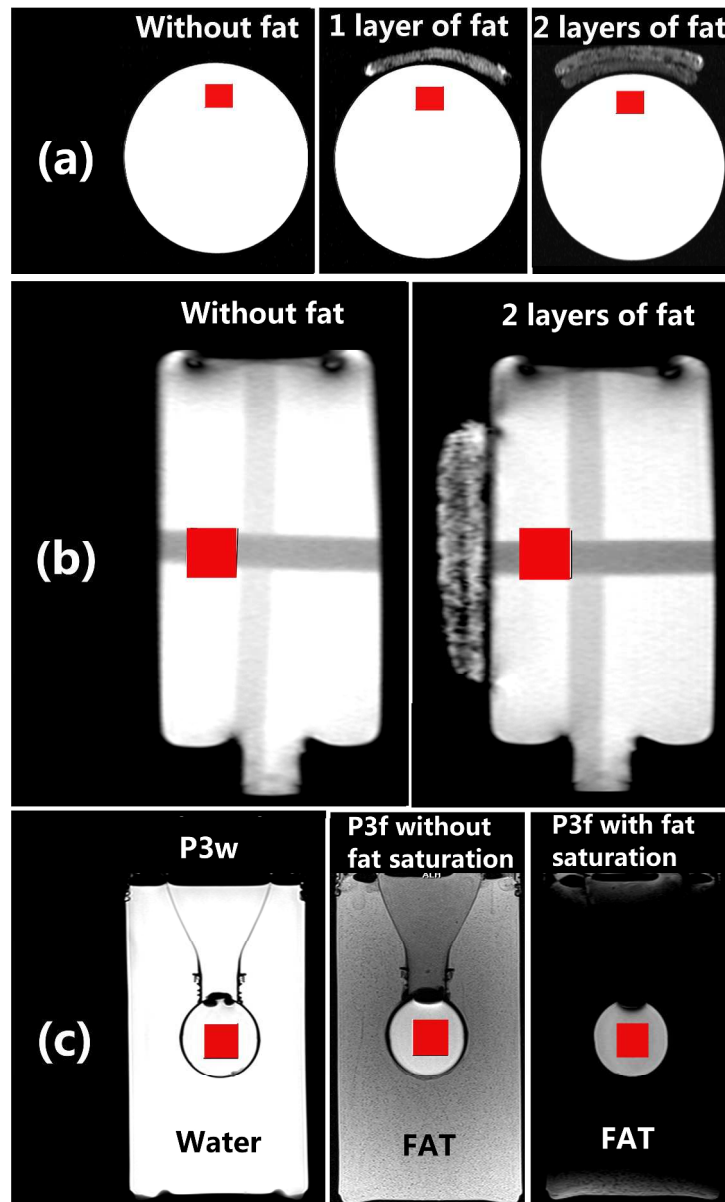 Without fat
1 layer of fat
2 layers of fat
(a)
Without fat
2 layers of fat
(b)
P3w
P3f without
fat saturation
P3f with fat
saturation
(c)
Water
FAT
FAT